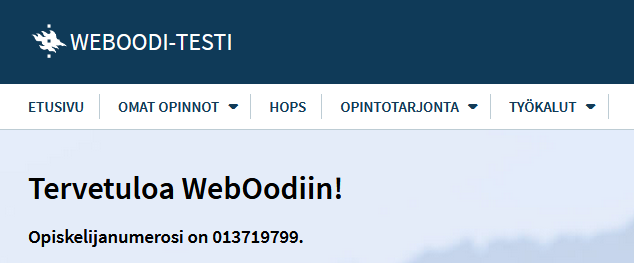 WEBOODI-TESTI
ETUSIVU OMAT OPINNOT HOPS OPINTOTARJONTA TYÖKALUT
Tervetuloa WebOodiin!
Opiskelijanumerosi on 013719799.